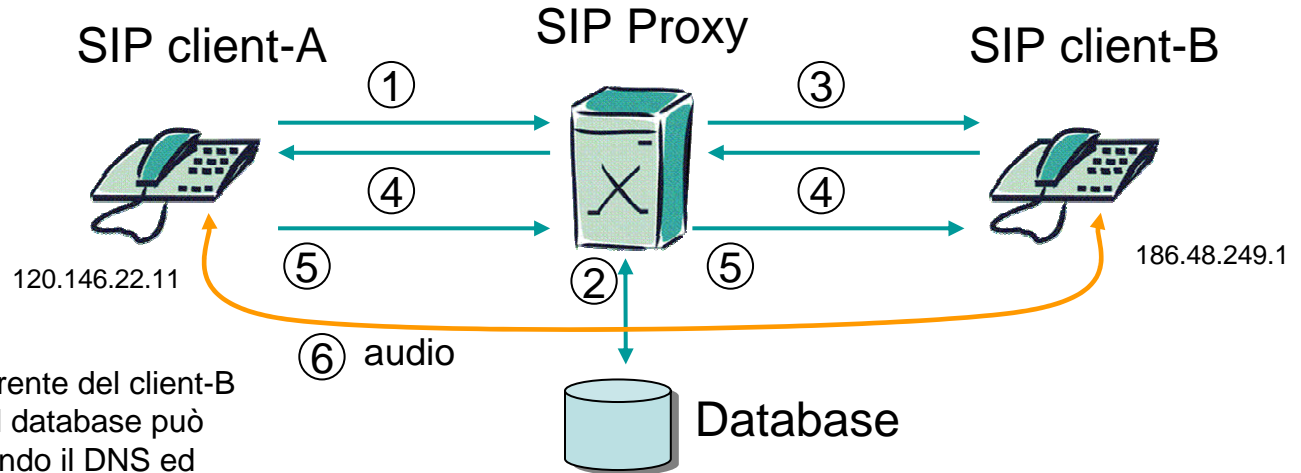 SIP client-A
SIP Proxy
SIP client-B
①
③
④
④
⑤
②
⑤
120.146.22.11
186.48.249.1
⑥ audio
rente del client-B
l database può
ndo il DNS ed
Database